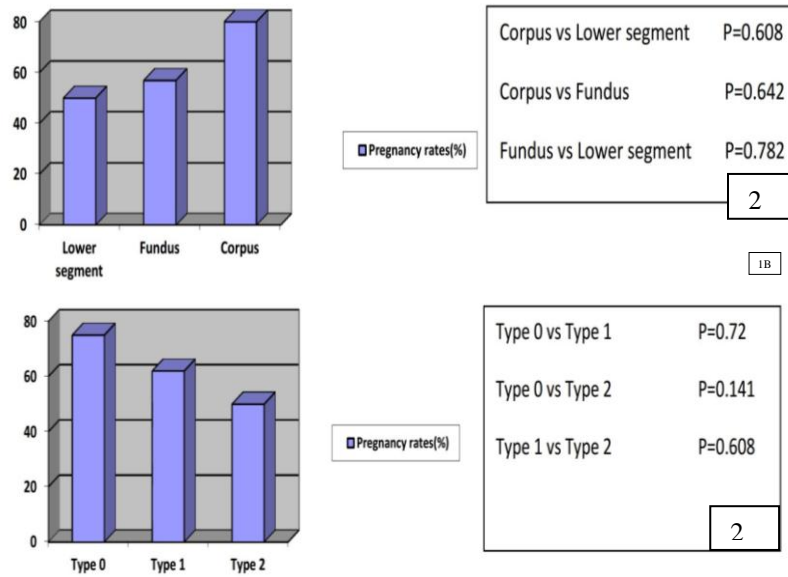 80
60
40
20
0
Lower segment
Fundus
Corpus
Pregnancy rates(%)
Corpus vs Lower segment P=0.608
Corpus vs Fundus P=0.642
Fundus vs Lower segment P=0.782
2
1B
80
60
40
20
0
Type 0
Type 1
Type 2
Pregnancy rates(%)
Type 0 vs Type 1 P=0.72
Type 0 vs Type 2 P=0.141
Type 1 vs Type 2 P=0.608
2